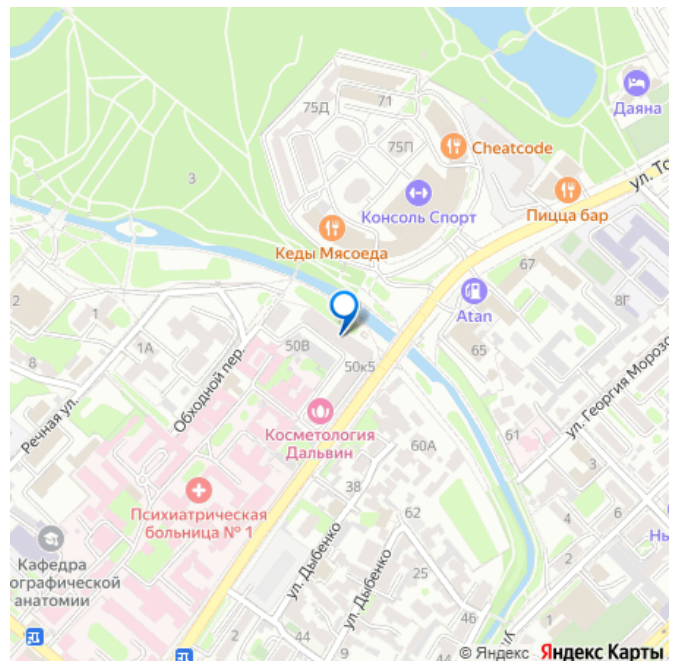 75Д
71
75П
Cheatcode
Даяна
3
Консоль Спорт
ул. То
Пицца бар
Кеды Мясоеда
67
2
1
Atan
8Г
1А
50В
65
8
50к5
Обходной пер.
Речная ул.
ул. Георгия Морозо
Косметология
Дальвин
60А
61
3
38
Психиатрическая
больница № 1
62
4
6
Ны
Кафедра
ографической
анатомии
ул. Дыбенко
ул. Дыбенко
25
2
46
2
44
9
© Яндекс Яндекс Карты